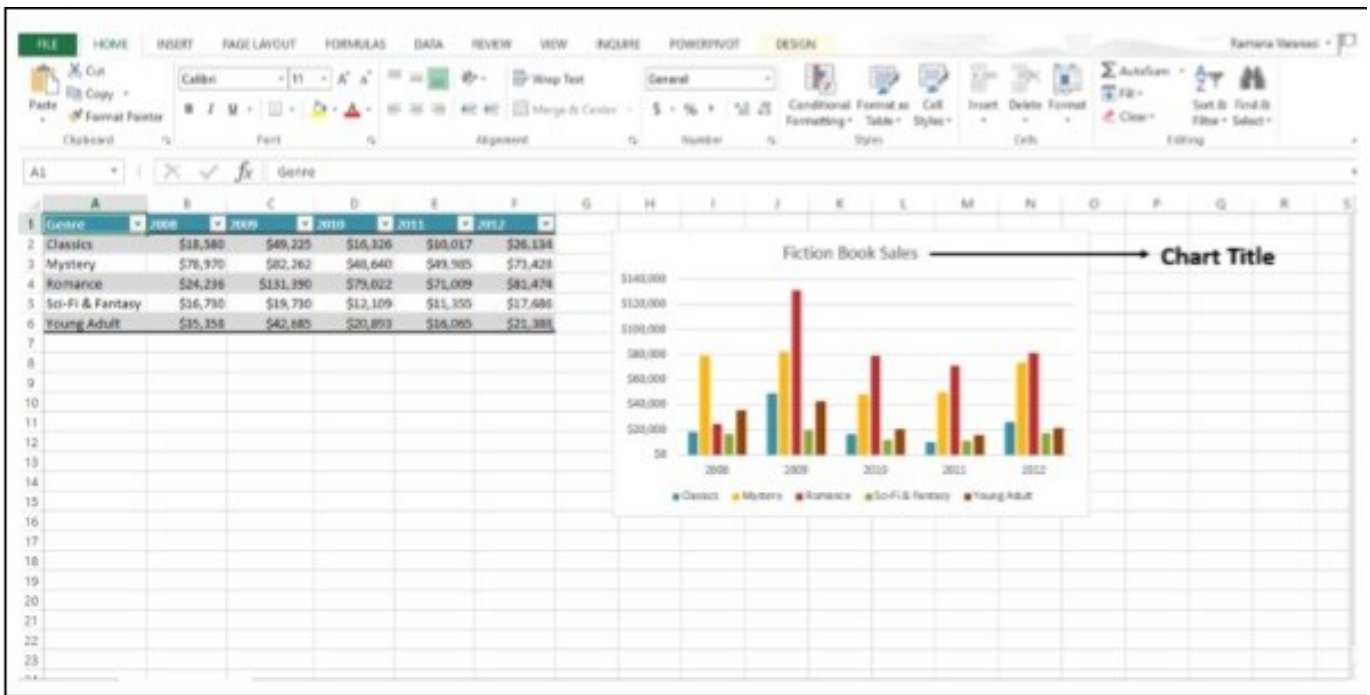 FILE HOME INSERT PAGE LAYOUT FORMULAS DATA REVIEW VIEW INQUIRE POWERPIVOT DESIGN
Cut Calibri 11 Wrap Text General AutoSum
Copy Fill
Paste Format Painter B I U Merge & Center $ % Conditional Formatting Format as Table Cell Styles Insert Delete Format Clear Sort & Filter Find & Select
Clipboard Font Alignment Number Styles Cells Editing
A1 fx Genre
A B C D E F G H I J K L M N O P Q R S
1 Genre 2008 2009 2010 2011 2012
2 Classics $18,580 $49,225 $16,326 $10,017 $26,134
3 Mystery $78,970 $82,262 $48,640 $49,985 $73,428
4 Romance $24,236 $131,390 $79,022 $71,009 $81,474
5 Sci-Fi & Fantasy $16,730 $19,730 $12,109 $11,355 $17,686
6 Young Adult $35,358 $42,685 $20,893 $16,065 $21,388
7
8
9
10
11
12
13
14
15
16
17
18
19
20
21
22
23
Fiction Book Sales
Chart Title
$140,000
$120,000
$100,000
$80,000
$60,000
$40,000
$20,000
$0
2008 2009 2010 2011 2012
Classics Mystery Romance Sci-Fi & Fantasy Young Adult